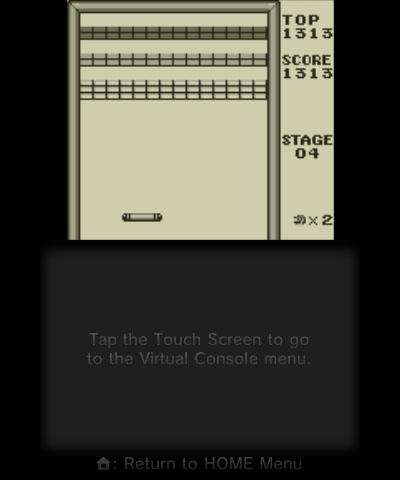 TOP
1313
SCORE
1313
STAGE
04
×2
Tap the Touch Screen to go
to the Virtual Console menu.
: Return to HOME Menu